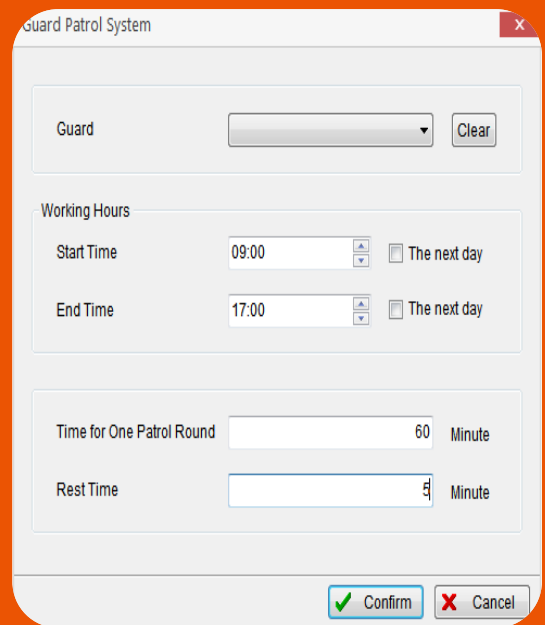 Guard Patrol System
x
Guard
Clear
Working Hours
Start Time 09:00 The next day
End Time 17:00 The next day
Time for One Patrol Round 60 Minute
Rest Time 5 Minute
Confirm Cancel